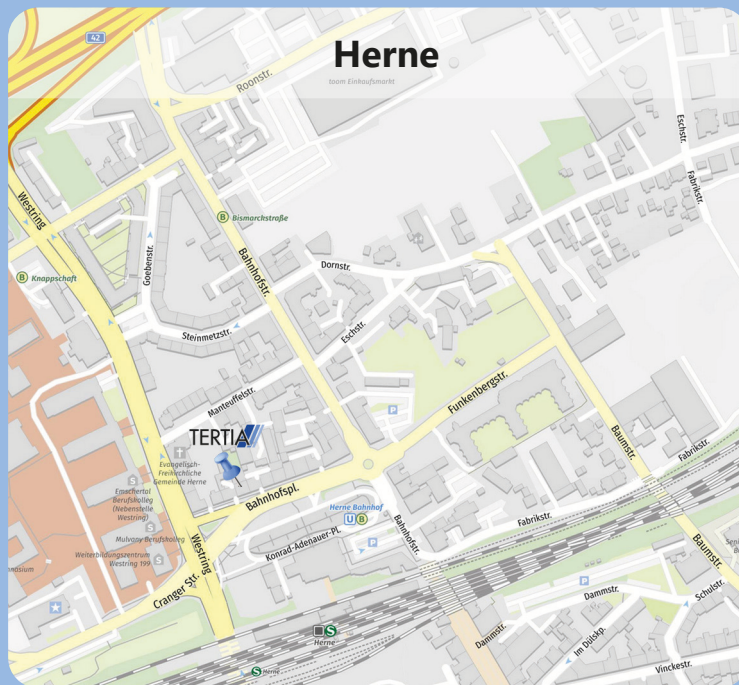 42
Herne
Roonstr.
toom Einkaufsmarkt
Eschstr.
Fabrikstr.
Westring
B Bismarckstraße
Goebenstr.
Bahnhofstr.
Dornstr.
B Knappschaft
Steinmetzstr.
Eschstr.
Manteuffelstr.
P
Funkenbergstr.
TERTIA
Evangelisch-
Freikirchliche
Gemeinde Herne
Baumstr.
Fabrikstr.
S
Emschertal
Berufskolleg
(Nebenstelle
Westring)
Bahnhofspl.
Herne Bahnhof
U B
Bahnhofstr.
Fabrikstr.
S
Mulvany Berufskolleg
Westring
Konrad-Adenauer-Pl.
P
Weiterbildungszentrum
Westring 199
Baumstr.
Cranger Str.
P
Dammstr.
Schulstr.
S
Herne
Dammstr.
Im Dülskp.
S Herne
Vinckestr.